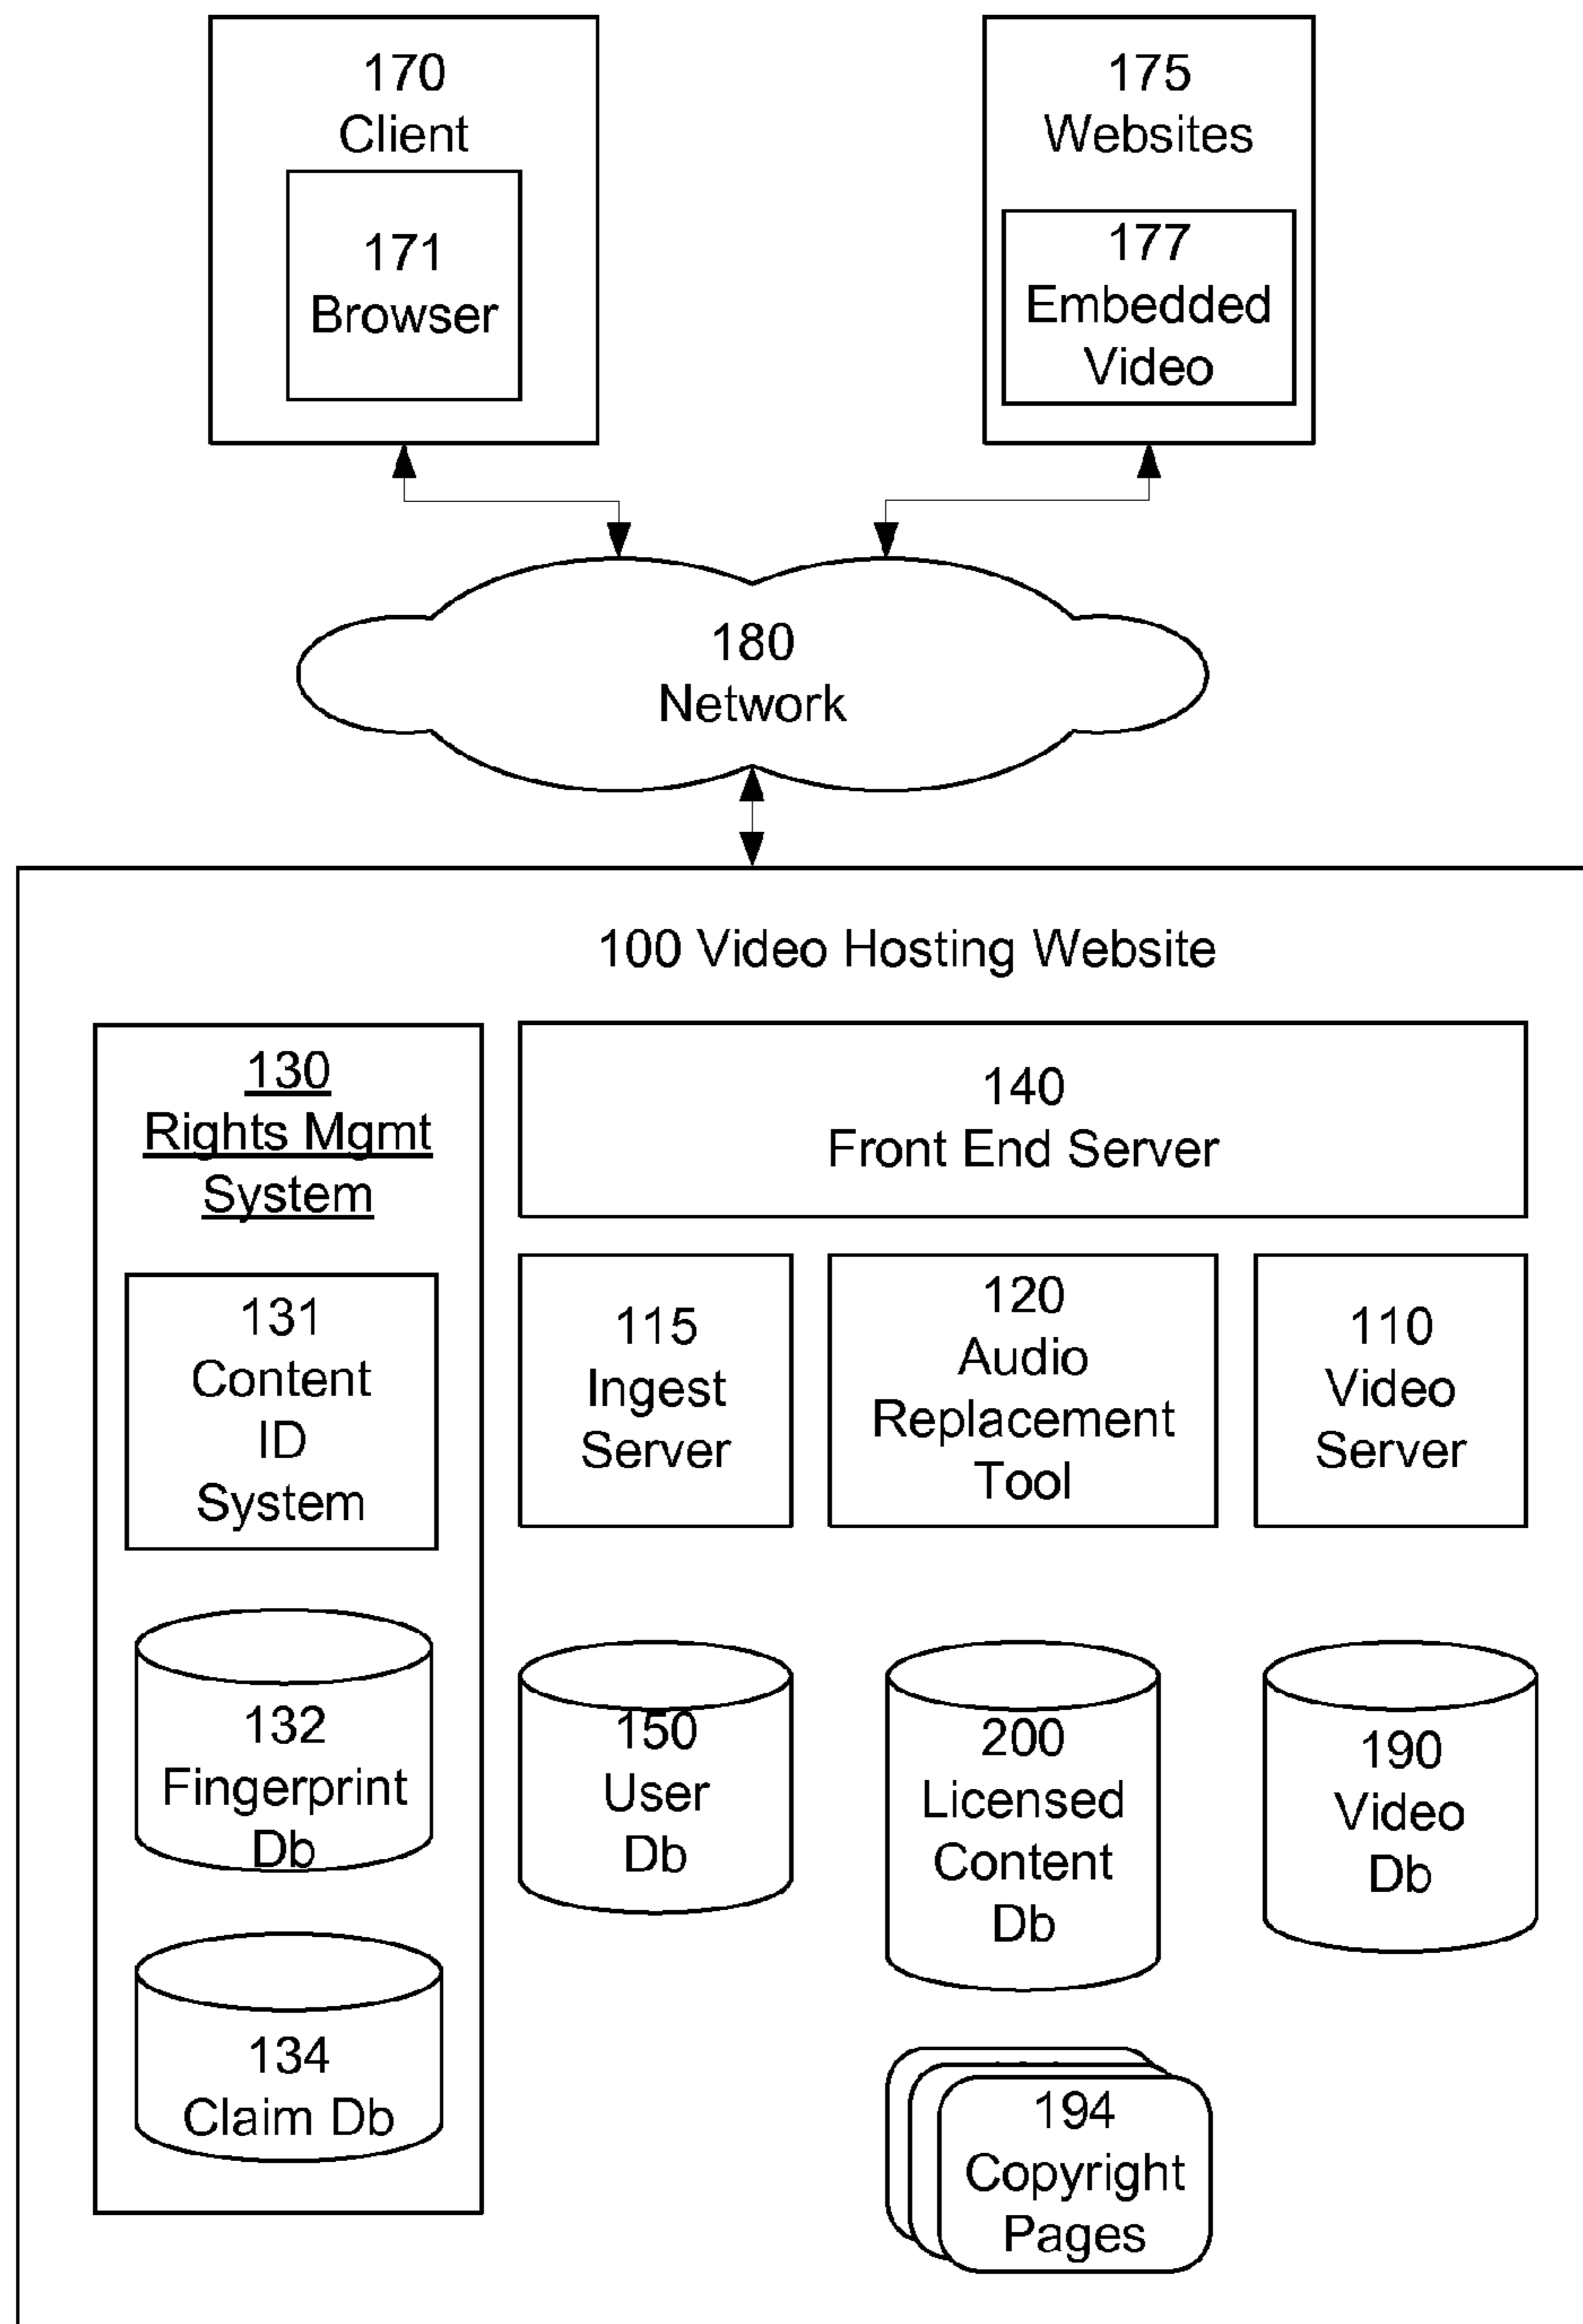 170
Client
171
Browser
175
Websites
177
Embedded
Video
180
Network
100 Video Hosting Website
130
Rights Mgmt
System
131
Content
ID
System
132
Fingerprint
Db
134
Claim Db
140
Front End Server
115
Ingest
Server
120
Audio
Replacement
Tool
110
Video
Server
150
User
Db
200
Licensed
Content
Db
190
Video
Db
194
Copyright
Pages